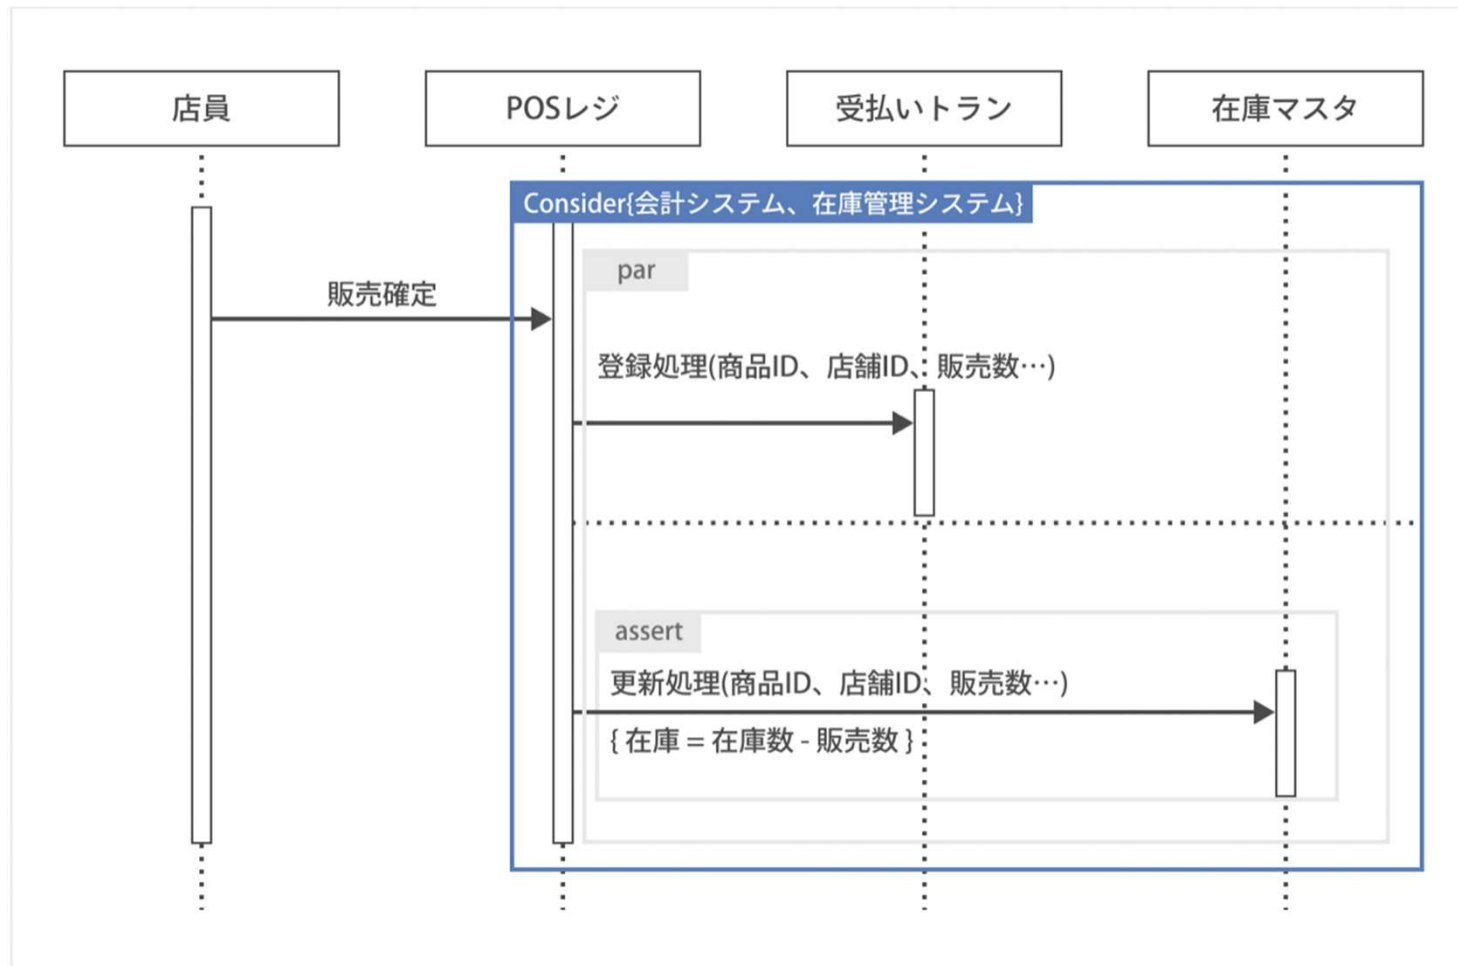 店員
POSレジ
受払いトラン
在庫マスタ
Consider{会計システム、在庫管理システム}
par
販売確定
登録処理(商品ID、店舗ID、販売数…)
assert
更新処理(商品ID、店舗ID、販売数…)
{ 在庫 = 在庫数 - 販売数 }